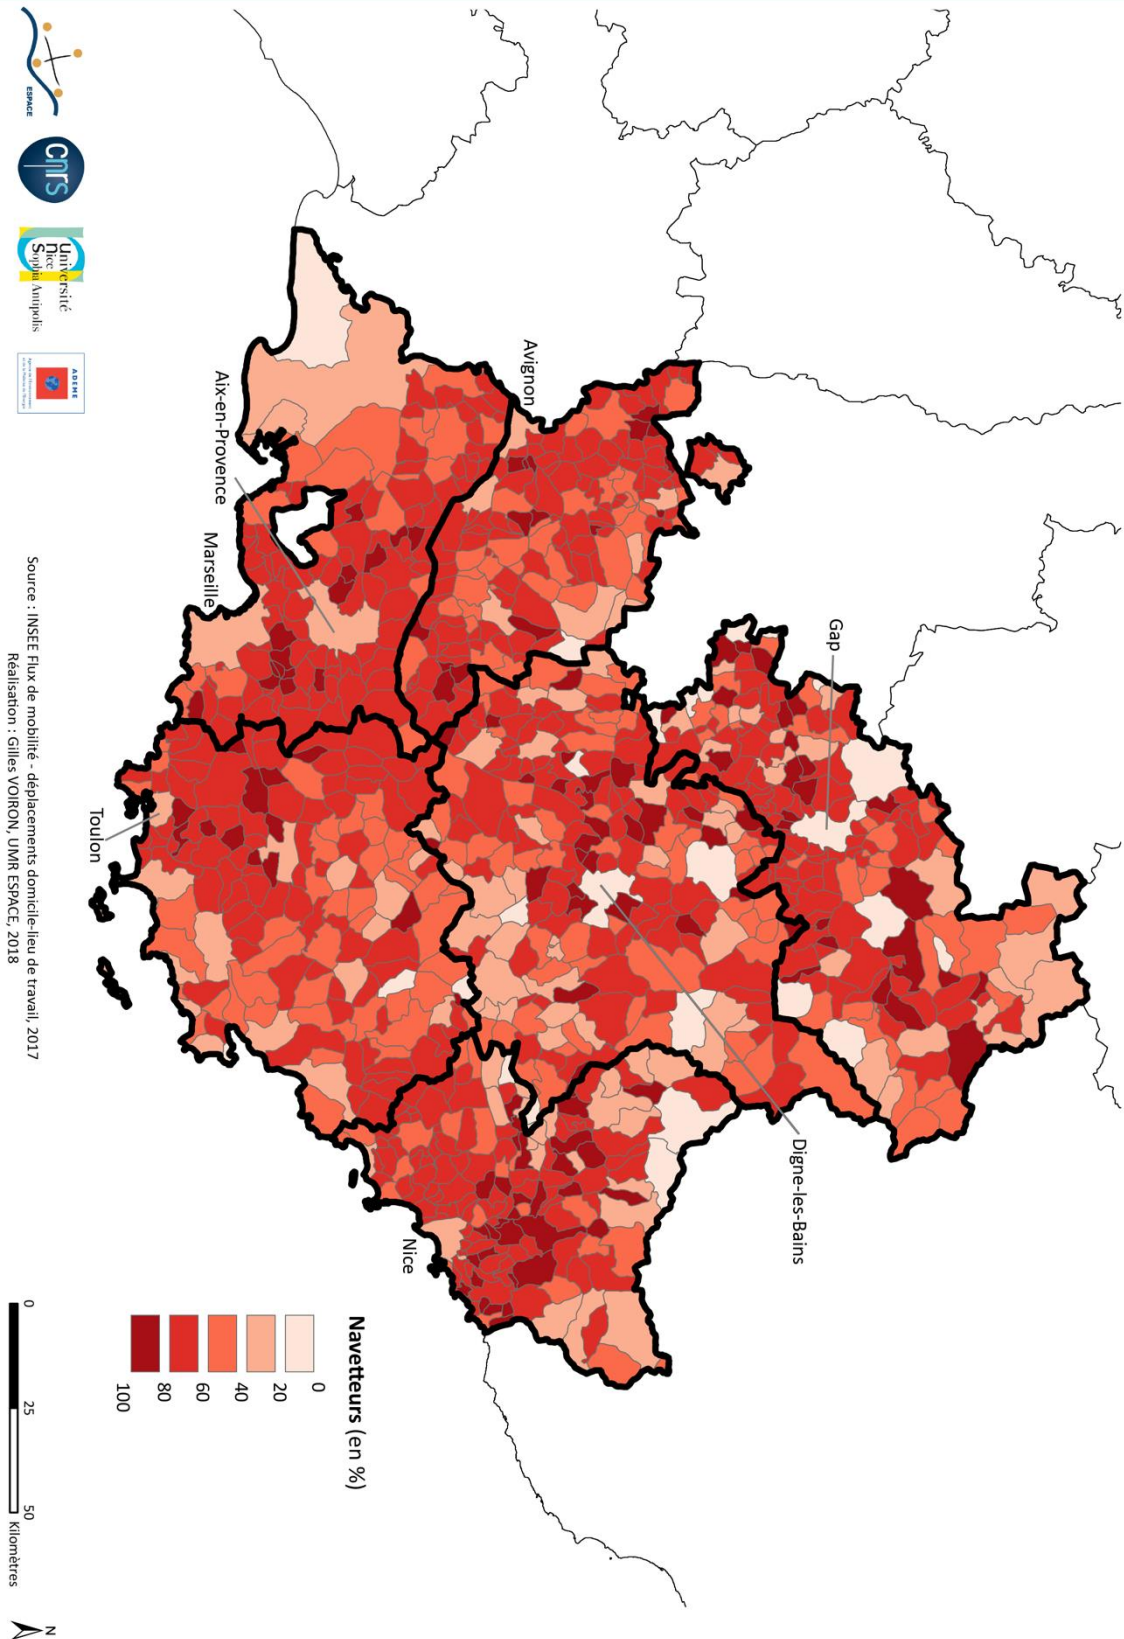 Avignon
Aix-en-Provence
Marseille
Gap
Toulon
Digne-les-Bains
Nice
Navetteurs (en %)
0
20
40
60
80
100
0 25 50 Kilomètres
N
Source : INSEE Flux de mobilité - déplacements domicile-lieu de travail, 2017
Réalisation : Gilles VOIRON, UMR ESPACE, 2018
ESPACE
cnrs
Université
nice
Sophia Antipolis
ADEME